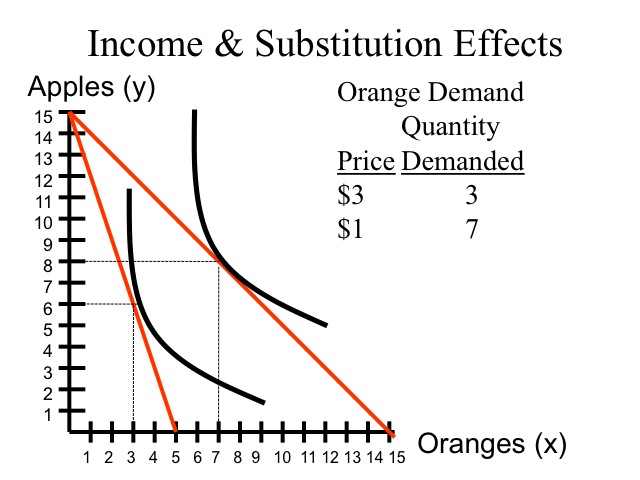 Income & Substitution Effects
Apples (y)
Orange Demand
Quantity
Price Demanded
$3 3
$1 7
15
14
13
12
11
10
9
8
7
6
5
4
3
2
1
1 2 3 4 5 6 7 8 9 10 11 12 13 14 15
Oranges (x)